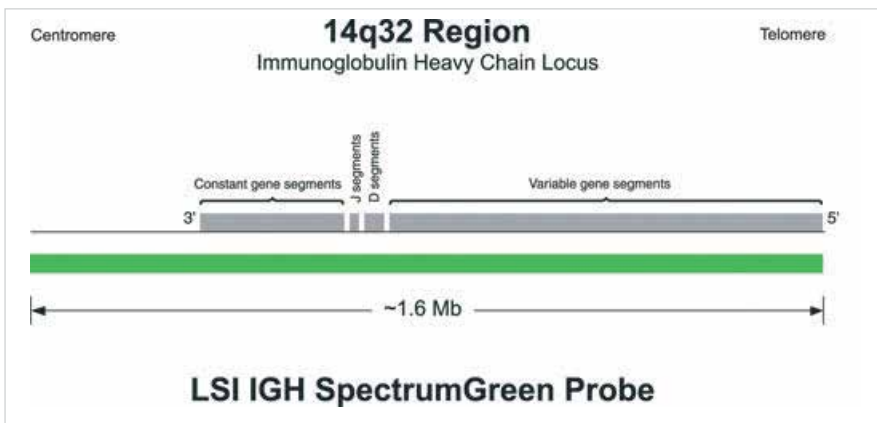 Centromere
14q32 Region
Telomere
Immunoglobulin Heavy Chain Locus
Constant gene segments
J segments
D segments
Variable gene segments
3'
5'
~1.6 Mb
LSI IGH SpectrumGreen Probe